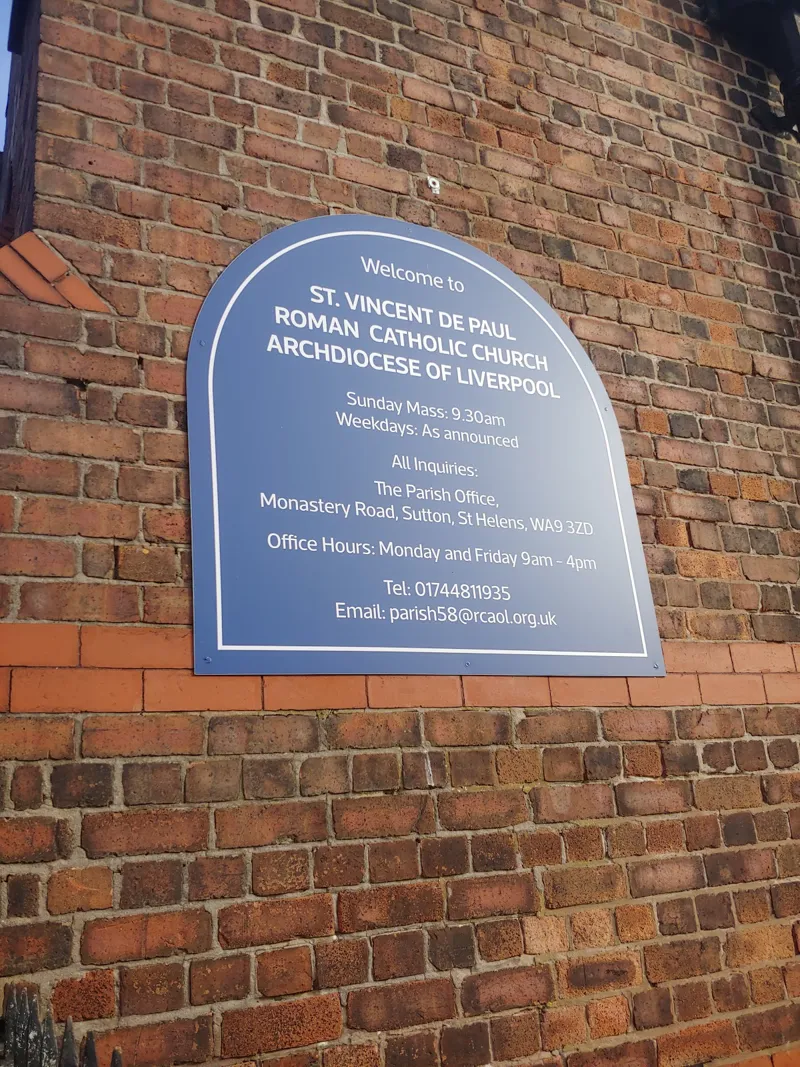 Welcome to
ST. VINCENT DE PAUL
ROMAN CATHOLIC CHURCH
ARCHDIOCESE OF LIVERPOOL
Sunday Mass: 9.30am
Weekdays: As announced
All Inquiries:
The Parish Office,
Monastery Road, Sutton, St Helens, WA9 3ZD
Office Hours: Monday and Friday 9am - 4pm
Tel: 01744811935
Email: parish58@rcaol.org.uk